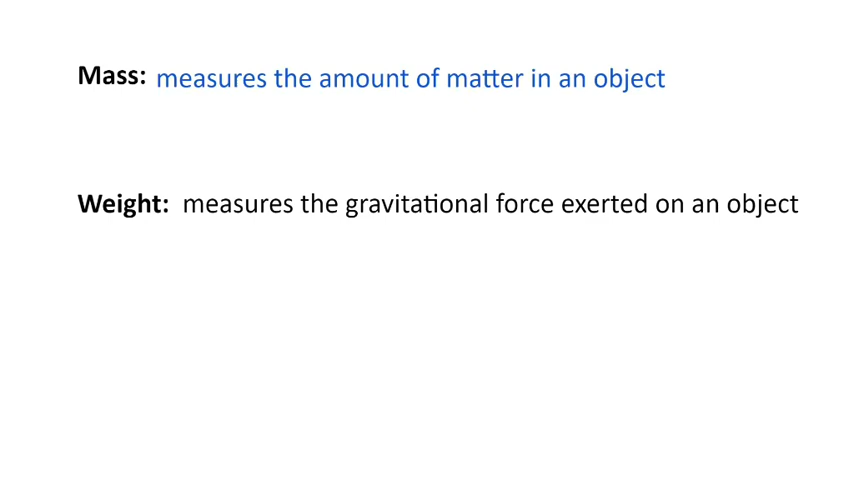 Mass: measures the amount of matter in an object
Weight: measures the gravitational force exerted on an object